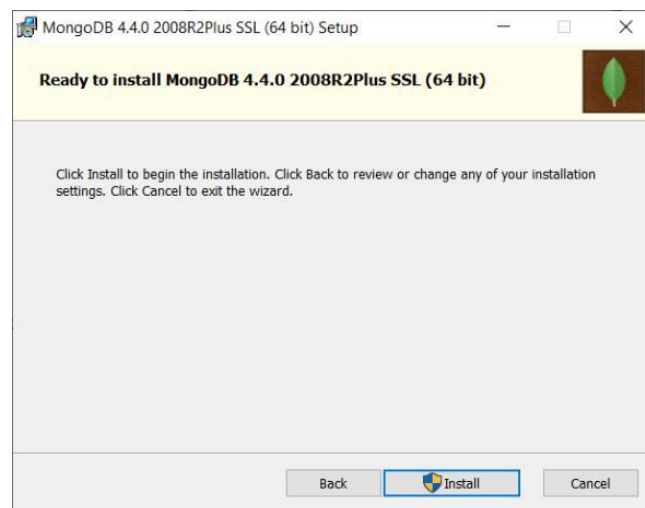 MongoDB 4.4.0 2008R2Plus SSL (64 bit) Setup
Ready to install MongoDB 4.4.0 2008R2Plus SSL (64 bit)
Click Install to begin the installation. Click Back to review or change any of your installation
settings. Click Cancel to exit the wizard.
Back
Install
Cancel